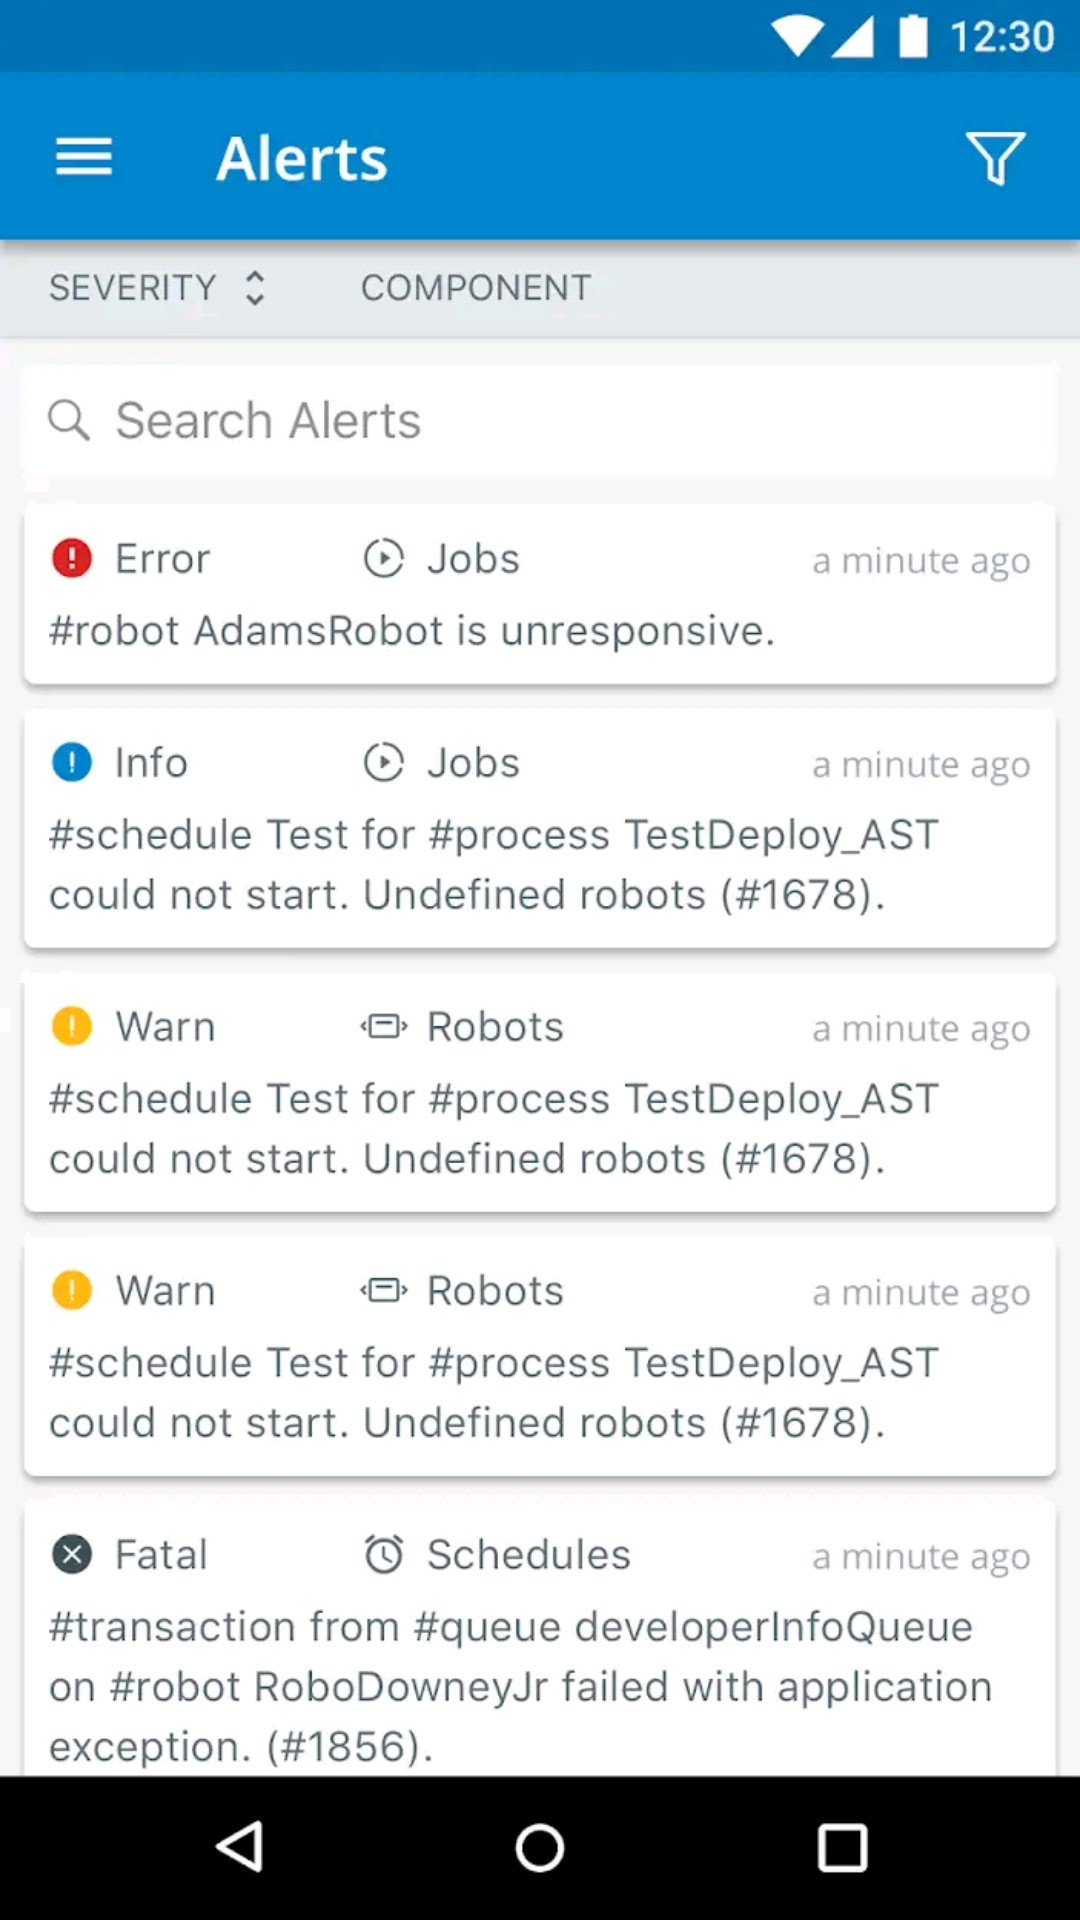 12:30
Alerts
SEVERITY COMPONENT
Search Alerts
Error Jobs a minute ago
#robot AdamsRobot is unresponsive.
Info Jobs a minute ago
#schedule Test for #process TestDeploy_AST
could not start. Undefined robots (#1678).
Warn Robots a minute ago
#schedule Test for #process TestDeploy_AST
could not start. Undefined robots (#1678).
Warn Robots a minute ago
#schedule Test for #process TestDeploy_AST
could not start. Undefined robots (#1678).
Fatal Schedules a minute ago
#transaction from #queue developerInfoQueue
on #robot RoboDowneyJr failed with application
exception. (#1856).